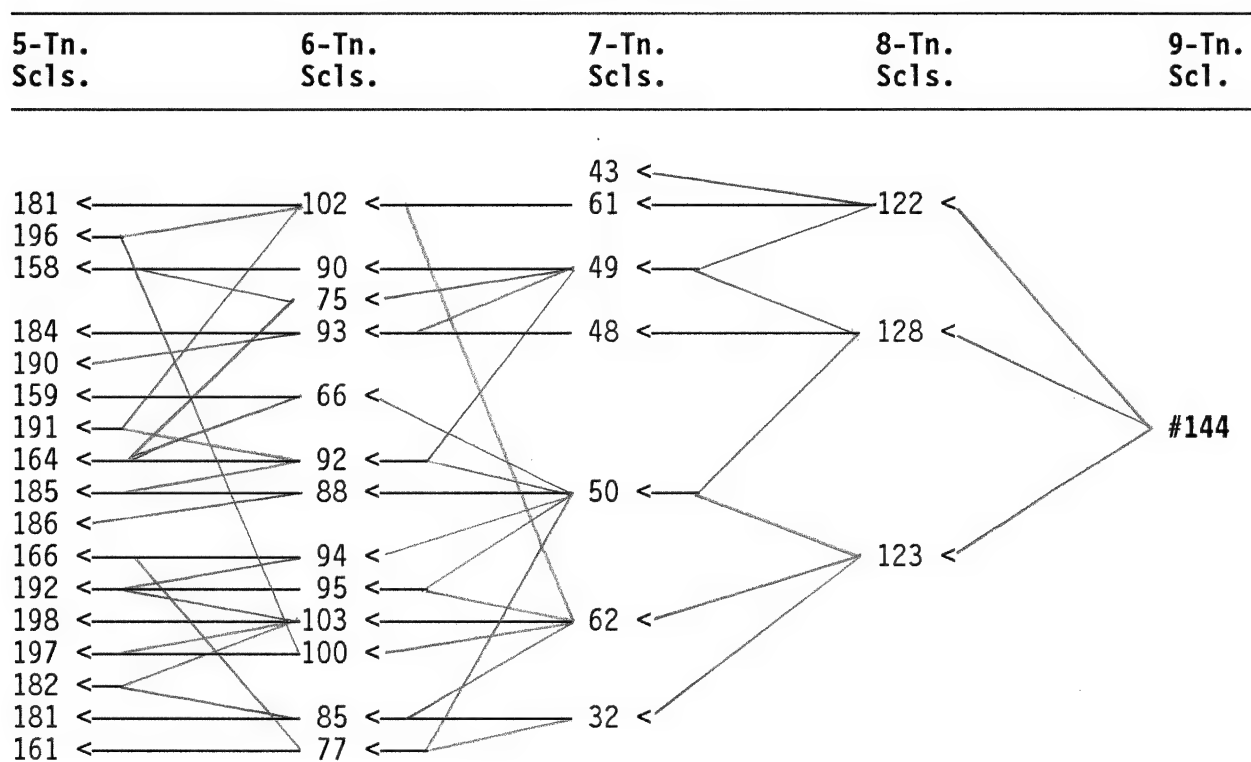 5-Tn. 6-Tn. 7-Tn. 8-Tn. 9-Tn.
Scls. Scls. Scls. Scls. Scl.
43 <
181 < 102 < 61 < 122 <
196 <
158 < 90 < 49 <
75 <
184 < 93 < 48 < 128 <
190 <
159 < 66 <
191 < #144
164 < 92 <
185 < 88 < 50 <
186 <
166 < 94 < 123 <
192 < 95 <
198 < 103 < 62 <
197 < 100 <
182 <
181 < 85 < 32 <
161 < 77 <